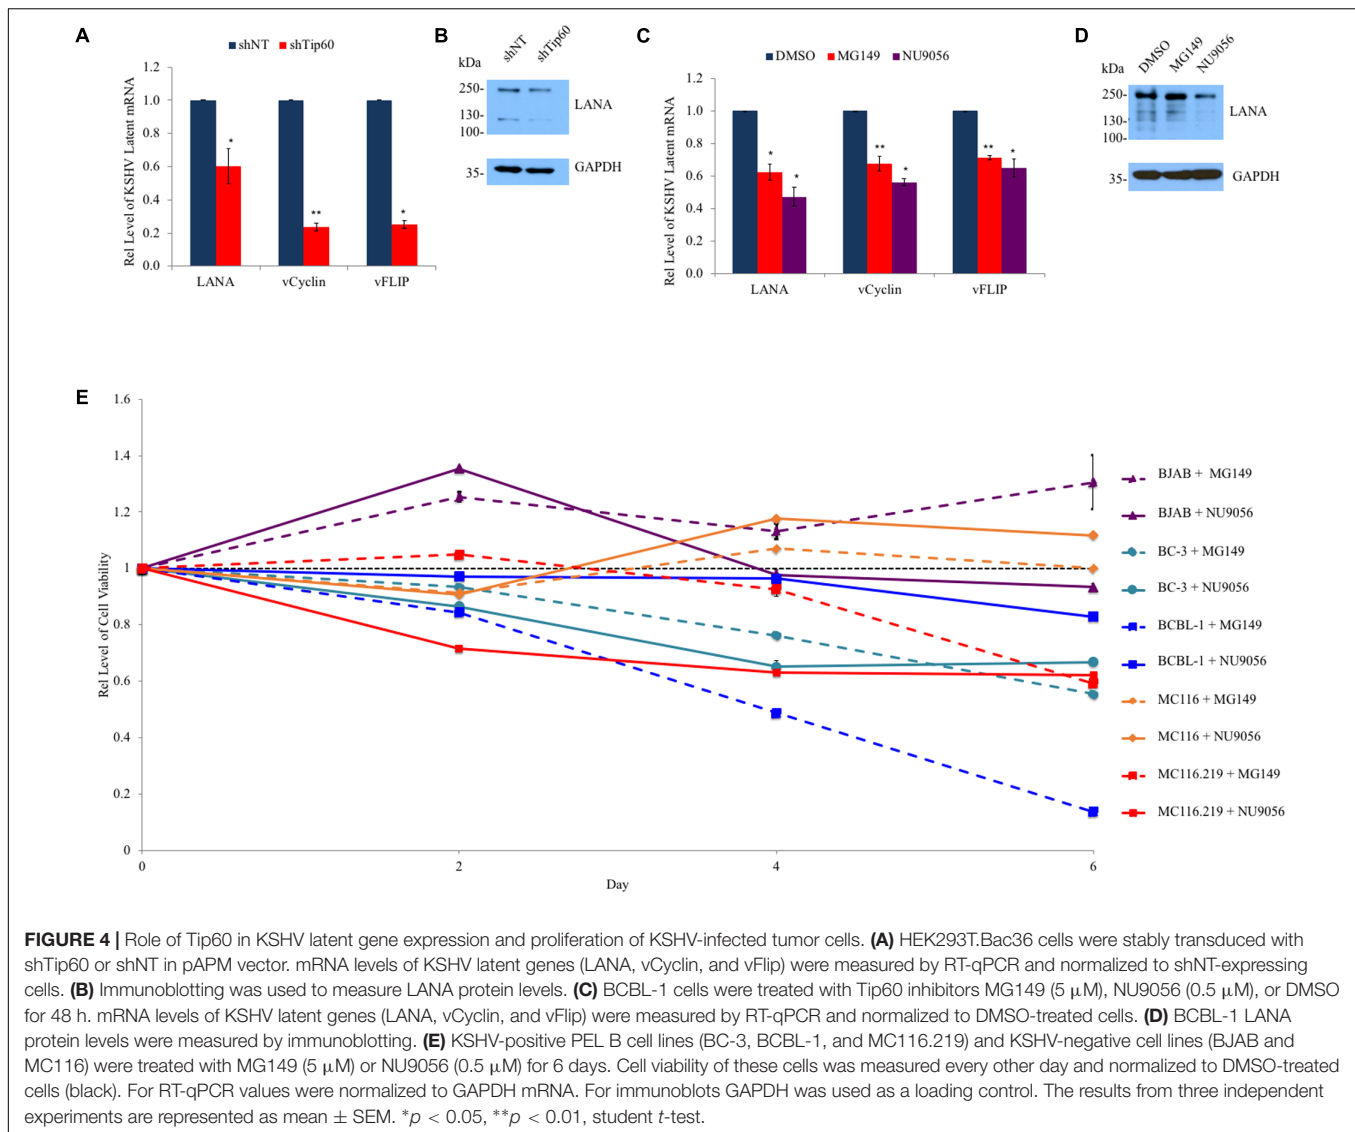 A
shNT shTip60
Rel Level of KSHV Latent mRNA
1.2
1.0
0.8
0.6
0.4
0.2
0.0
*
**
*
LANA vCyclin vFLIP
B
shNT shTip60
kDa
250-
130-
100-
LANA
35-
GAPDH
C
DMSO MG149 NU9056
Rel Level of KSHV Latent mRNA
1.2
1.0
0.8
0.6
0.4
0.2
0.0
* *
** *
** *
LANA vCyclin vFLIP
D
DMSO MG149 NU9056
kDa
250-
130-
100-
LANA
35-
GAPDH
E
Rel Level of Cell Viability
1.6
1.4
1.2
1
0.8
0.6
0.4
0.2
0
0 2 4 6
Day
BJAB + MG149
BJAB + NU9056
BC-3 + MG149
BC-3 + NU9056
BCBL-1 + MG149
BCBL-1 + NU9056
MC116 + MG149
MC116 + NU9056
MC116.219 + MG149
MC116.219 + NU9056
FIGURE 4 | Role of Tip60 in KSHV latent gene expression and proliferation of KSHV-infected tumor cells. (A) HEK293T.Bac36 cells were stably transduced with
shTip60 or shNT in pAPM vector. mRNA levels of KSHV latent genes (LANA, vCyclin, and vFlip) were measured by RT-qPCR and normalized to shNT-expressing
cells. (B) Immunoblotting was used to measure LANA protein levels. (C) BCBL-1 cells were treated with Tip60 inhibitors MG149 (5 μM), NU9056 (0.5 μM), or DMSO
for 48 h. mRNA levels of KSHV latent genes (LANA, vCyclin, and vFlip) were measured by RT-qPCR and normalized to DMSO-treated cells. (D) BCBL-1 LANA
protein levels were measured by immunoblotting. (E) KSHV-positive PEL B cell lines (BC-3, BCBL-1, and MC116.219) and KSHV-negative cell lines (BJAB and
MC116) were treated with MG149 (5 μM) or NU9056 (0.5 μM) for 6 days. Cell viability of these cells was measured every other day and normalized to DMSO-treated
cells (black). For RT-qPCR values were normalized to GAPDH mRNA. For immunoblots GAPDH was used as a loading control. The results from three independent
experiments are represented as mean ± SEM. *p < 0.05, **p < 0.01, student t-test.